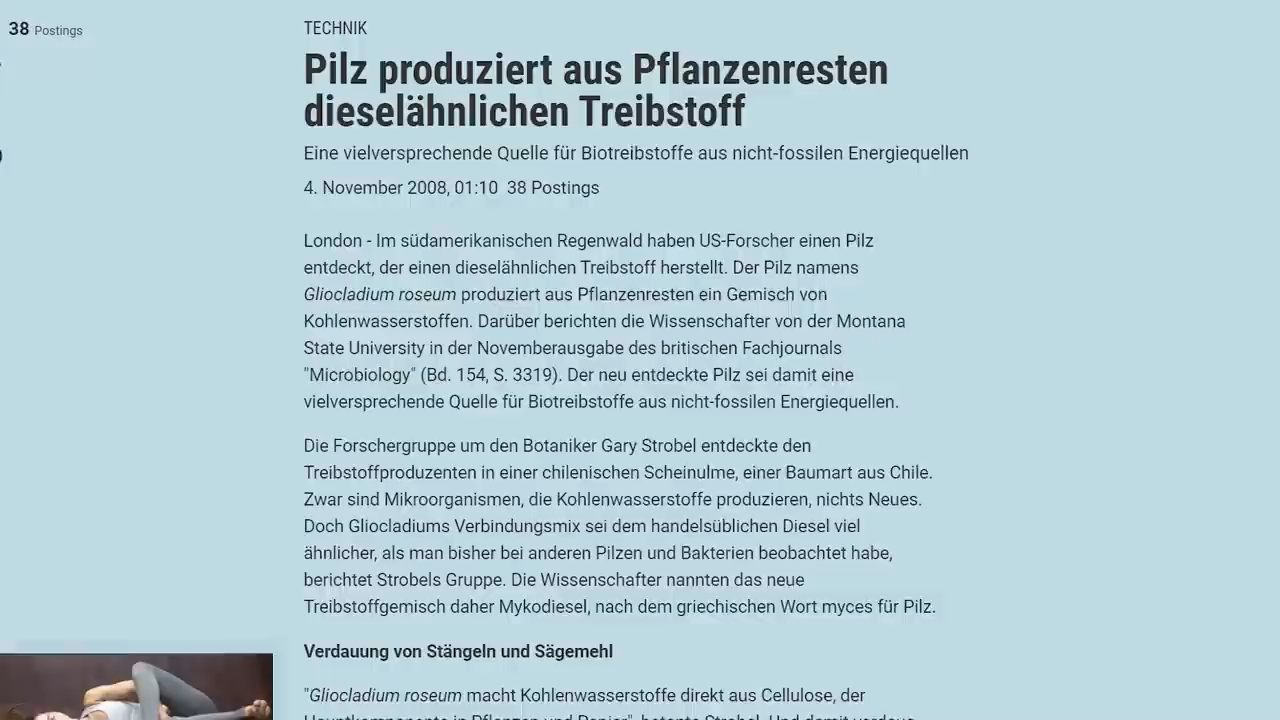 38 Postings
TECHNIK
Pilz produziert aus Pflanzenresten
dieselähnlichen Treibstoff
Eine vielversprechende Quelle für Biotreibstoffe aus nicht-fossilen Energiequellen
4. November 2008, 01:10 38 Postings
London - Im südamerikanischen Regenwald haben US-Forscher einen Pilz
entdeckt, der einen dieselähnlichen Treibstoff herstellt. Der Pilz namens
Gliocladium roseum produziert aus Pflanzenresten ein Gemisch von
Kohlenwasserstoffen. Darüber berichten die Wissenschafter von der Montana
State University in der Novemberausgabe des britischen Fachjournals
"Microbiology" (Bd. 154, S. 3319). Der neu entdeckte Pilz sei damit eine
vielversprechende Quelle für Biotreibstoffe aus nicht-fossilen Energiequellen.
Die Forschergruppe um den Botaniker Gary Strobel entdeckte den
Treibstoffproduzenten in einer chilenischen Scheinulme, einer Baumart aus Chile.
Zwar sind Mikroorganismen, die Kohlenwasserstoffe produzieren, nichts Neues.
Doch Gliocladiums Verbindungsmix sei dem handelsüblichen Diesel viel
ähnlicher, als man bisher bei anderen Pilzen und Bakterien beobachtet habe,
berichtet Strobels Gruppe. Die Wissenschafter nannten das neue
Treibstoffgemisch daher Mykodiesel, nach dem griechischen Wort myces für Pilz.
Verdauung von Stängeln und Sägemehl
"Gliocladium roseum macht Kohlenwasserstoffe direkt aus Cellulose, der